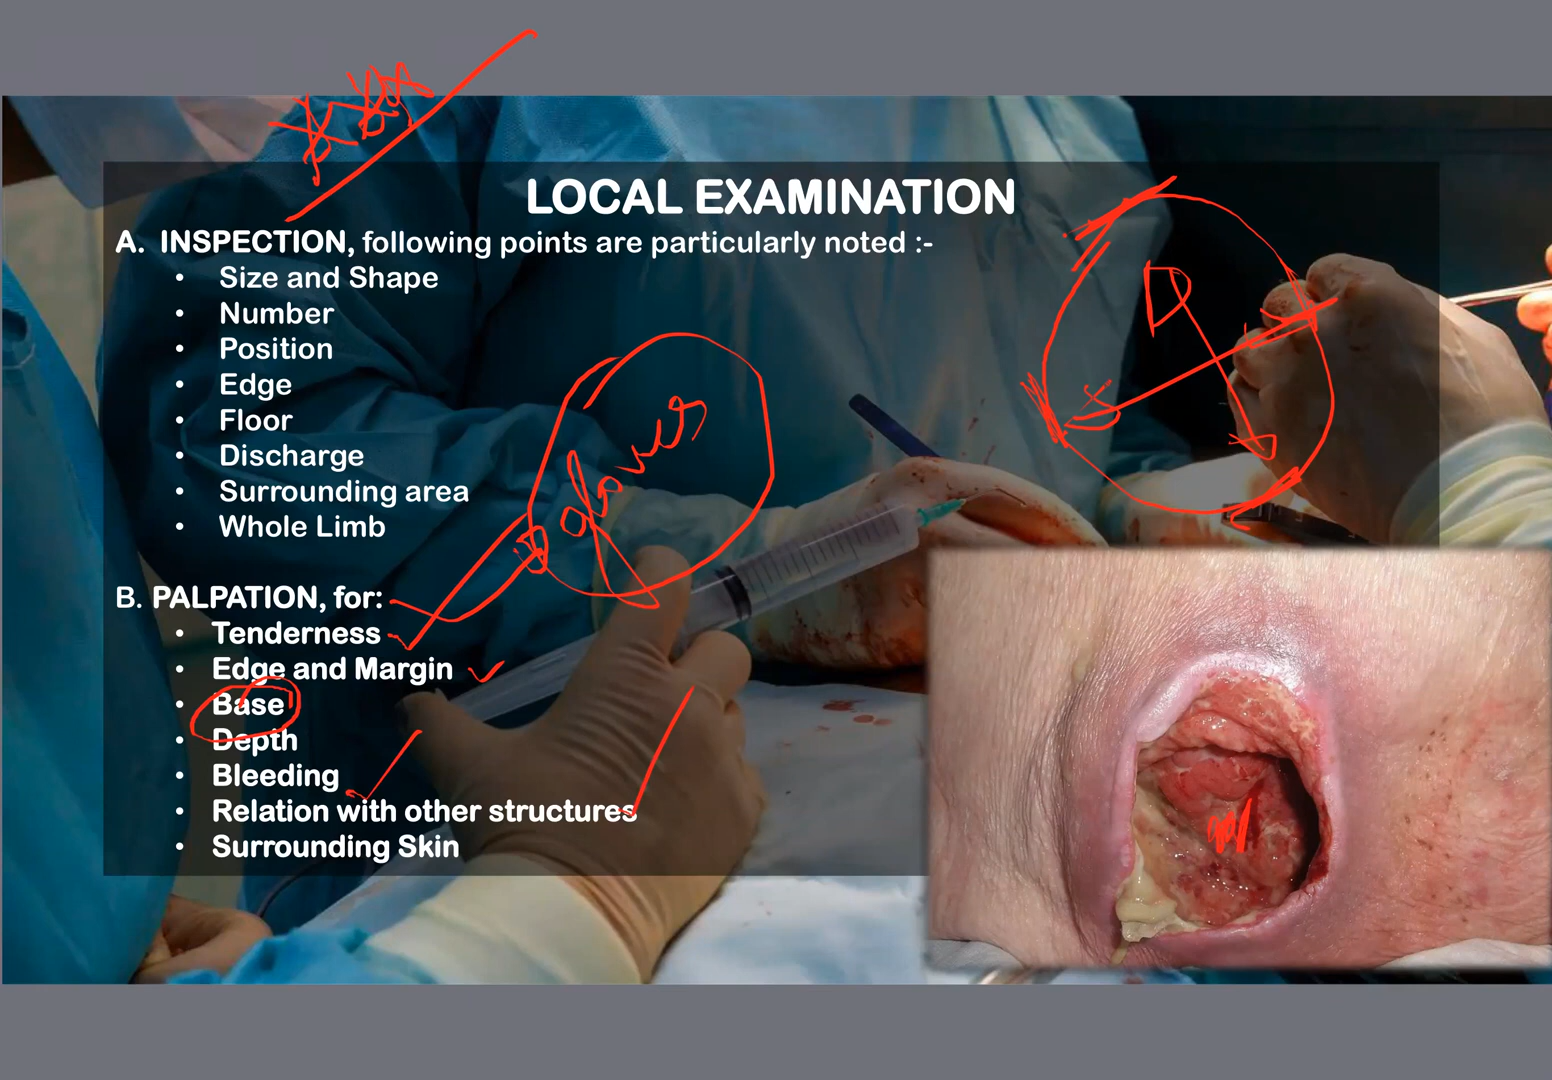 LOCAL EXAMINATION
A. INSPECTION, following points are particularly noted :-
• Size and Shape
• Number
• Position
• Edge
• Floor
• Discharge
• Surrounding area
• Whole Limb
gloves
B. PALPATION, for:
• Tenderness
• Edge and Margin
• Base
• Depth
• Bleeding
• Relation with other structures
• Surrounding Skin